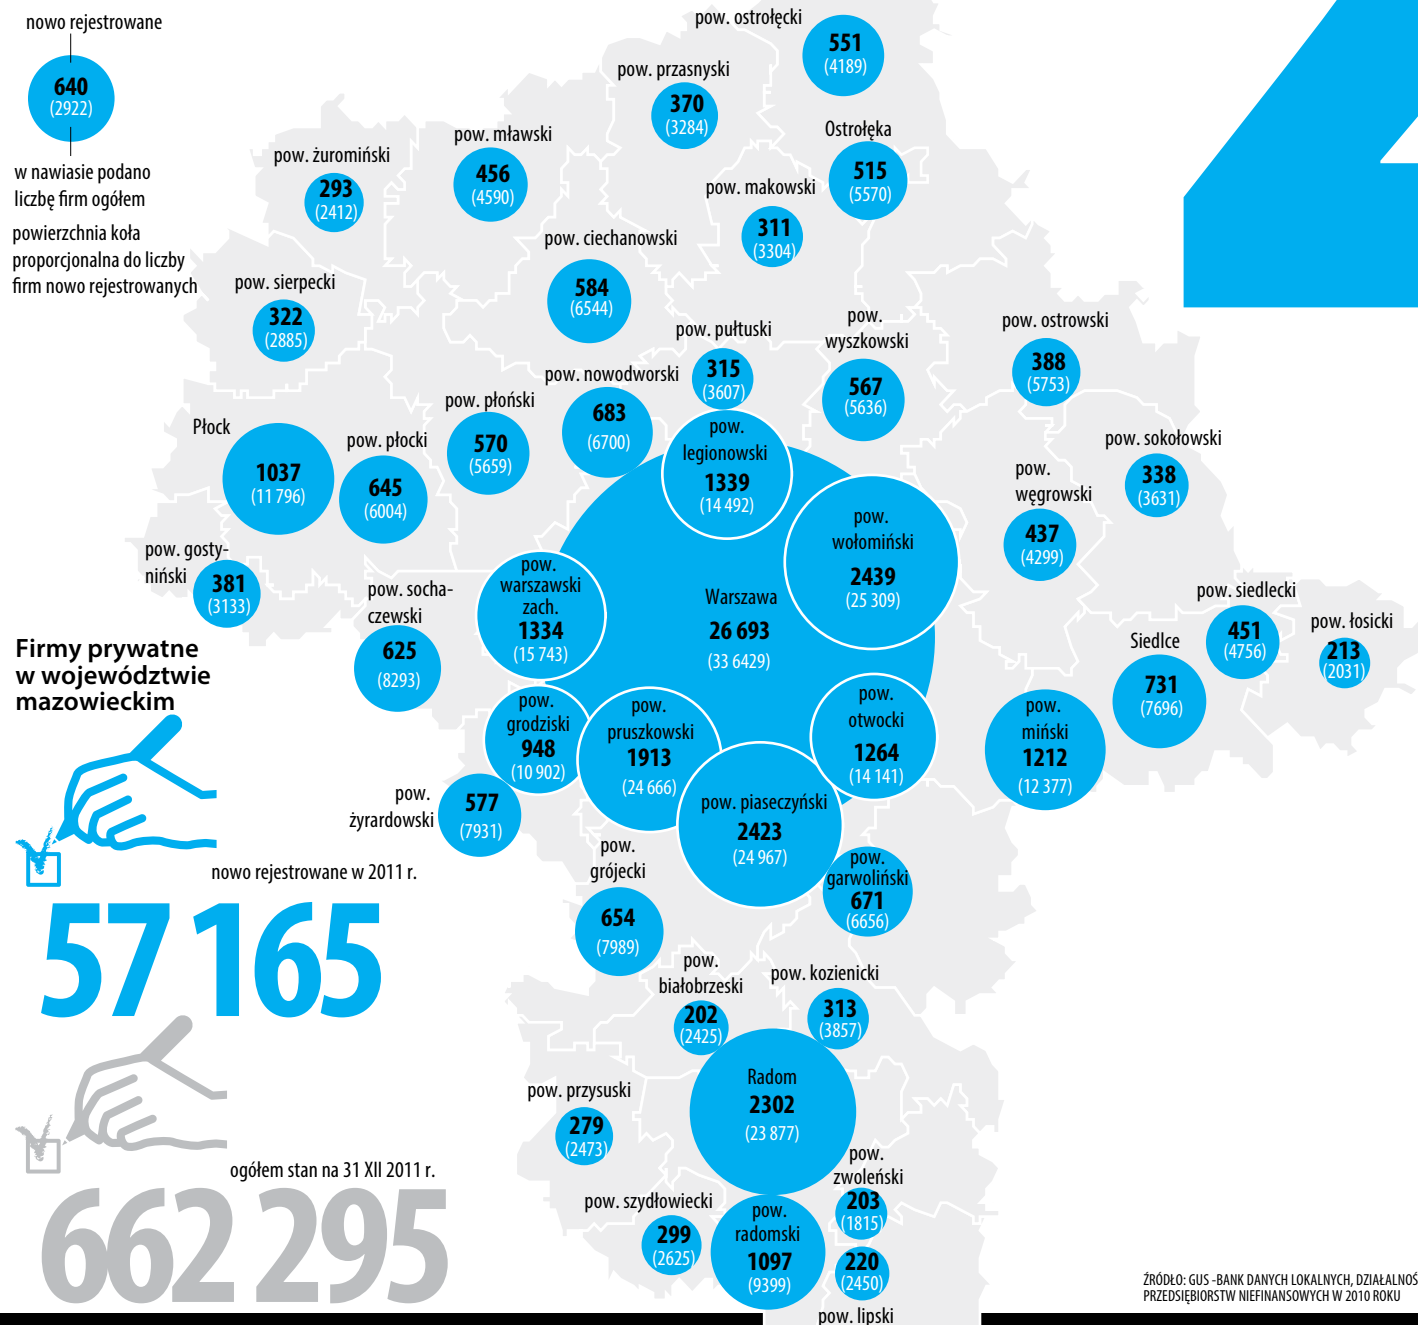 nowo rejestrowane
640
(2922)
w nawiasie podano
liczbę firm ogółem
powierzchnia koła
proporcjonalna do liczby
firm nowo rejestrowanych
pow. ostrołęcki
551
(4189)
pow. przasnyski
370
(3284)
Ostrołęka
515
(5570)
pow. mławski
456
(4590)
pow. żuromiński
293
(2412)
pow. makowski
311
(3304)
pow. ciechanowski
584
(6544)
pow. sierpecki
322
(2885)
pow. pułtuski
315
(3607)
pow.
wyszkowski
567
(5636)
pow. ostrowski
388
(5753)
pow. nowodworski
683
(6700)
pow. płoński
570
(5659)
Płock
1037
(11 796)
pow. płocki
645
(6004)
pow.
legionowski
1339
(14 492)
pow. sokołowski
338
(3631)
pow.
węgrowski
437
(4299)
pow.
wołomiński
2439
(25 309)
pow. gosty-
niński
381
(3133)
pow. socha-
czewski
625
(8293)
pow.
warszawski
zach.
1334
(15 743)
Warszawa
26 693
(33 6429)
pow. siedlecki
451
(4756)
pow. łosicki
213
(2031)
Siedlce
731
(7696)
Firmy prywatne
w województwie
mazowieckim
pow.
grodziski
948
(10 902)
pow.
pruszkowski
1913
(24 666)
pow.
otwocki
1264
(14 141)
pow.
miński
1212
(12 377)
pow.
żyrardowski
577
(7931)
pow. piaseczyński
2423
(24 967)
pow.
garwoliński
671
(6656)
pow.
grójecki
654
(7989)
nowo rejestrowane w 2011 r.
57 165
pow.
białobrzeski
202
(2425)
pow. kozienicki
313
(3857)
Radom
2302
(23 877)
pow. przysuski
279
(2473)
ogółem stan na 31 XII 2011 r.
662 295
pow.
zwoleński
203
(1815)
pow. szydłowiecki
299
(2625)
pow.
radomski
1097
(9399)
220
(2450)
pow. lipski
ŹRÓDŁO: GUS -BANK DANYCH LOKALNYCH, DZIAŁALNOŚ
PRZEDSIĘBIORSTW NIEFINANSOWYCH W 2010 ROKU